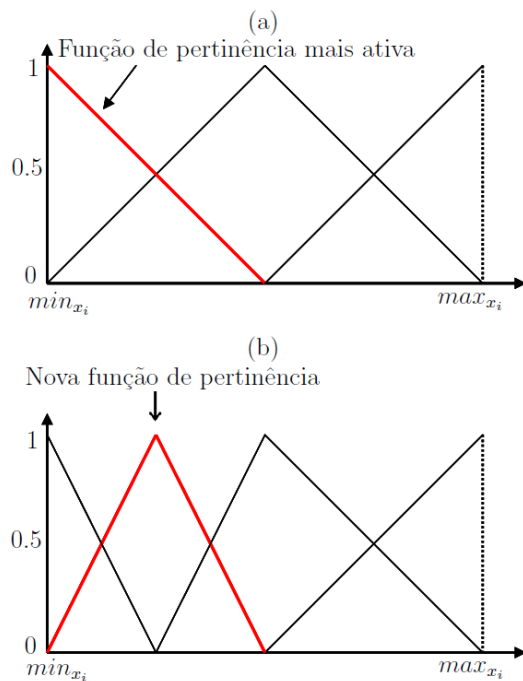 (a)
Função de pertinência mais ativa
1
0.5
0
min_{x_i}
max_{x_i}
(b)
Nova função de pertinência
1
0.5
0
min_{x_i}
max_{x_i}